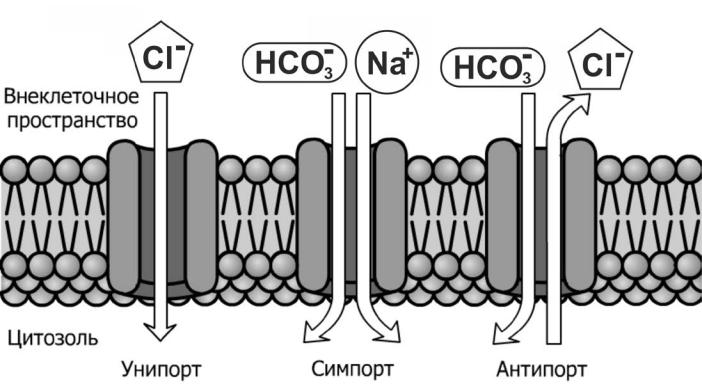 Cl⁻
HCO₃⁻
Na⁺
HCO₃⁻
Cl⁻
Внеклеточное
пространство
Цитозоль
Унипорт
Симпорт
Антипорт